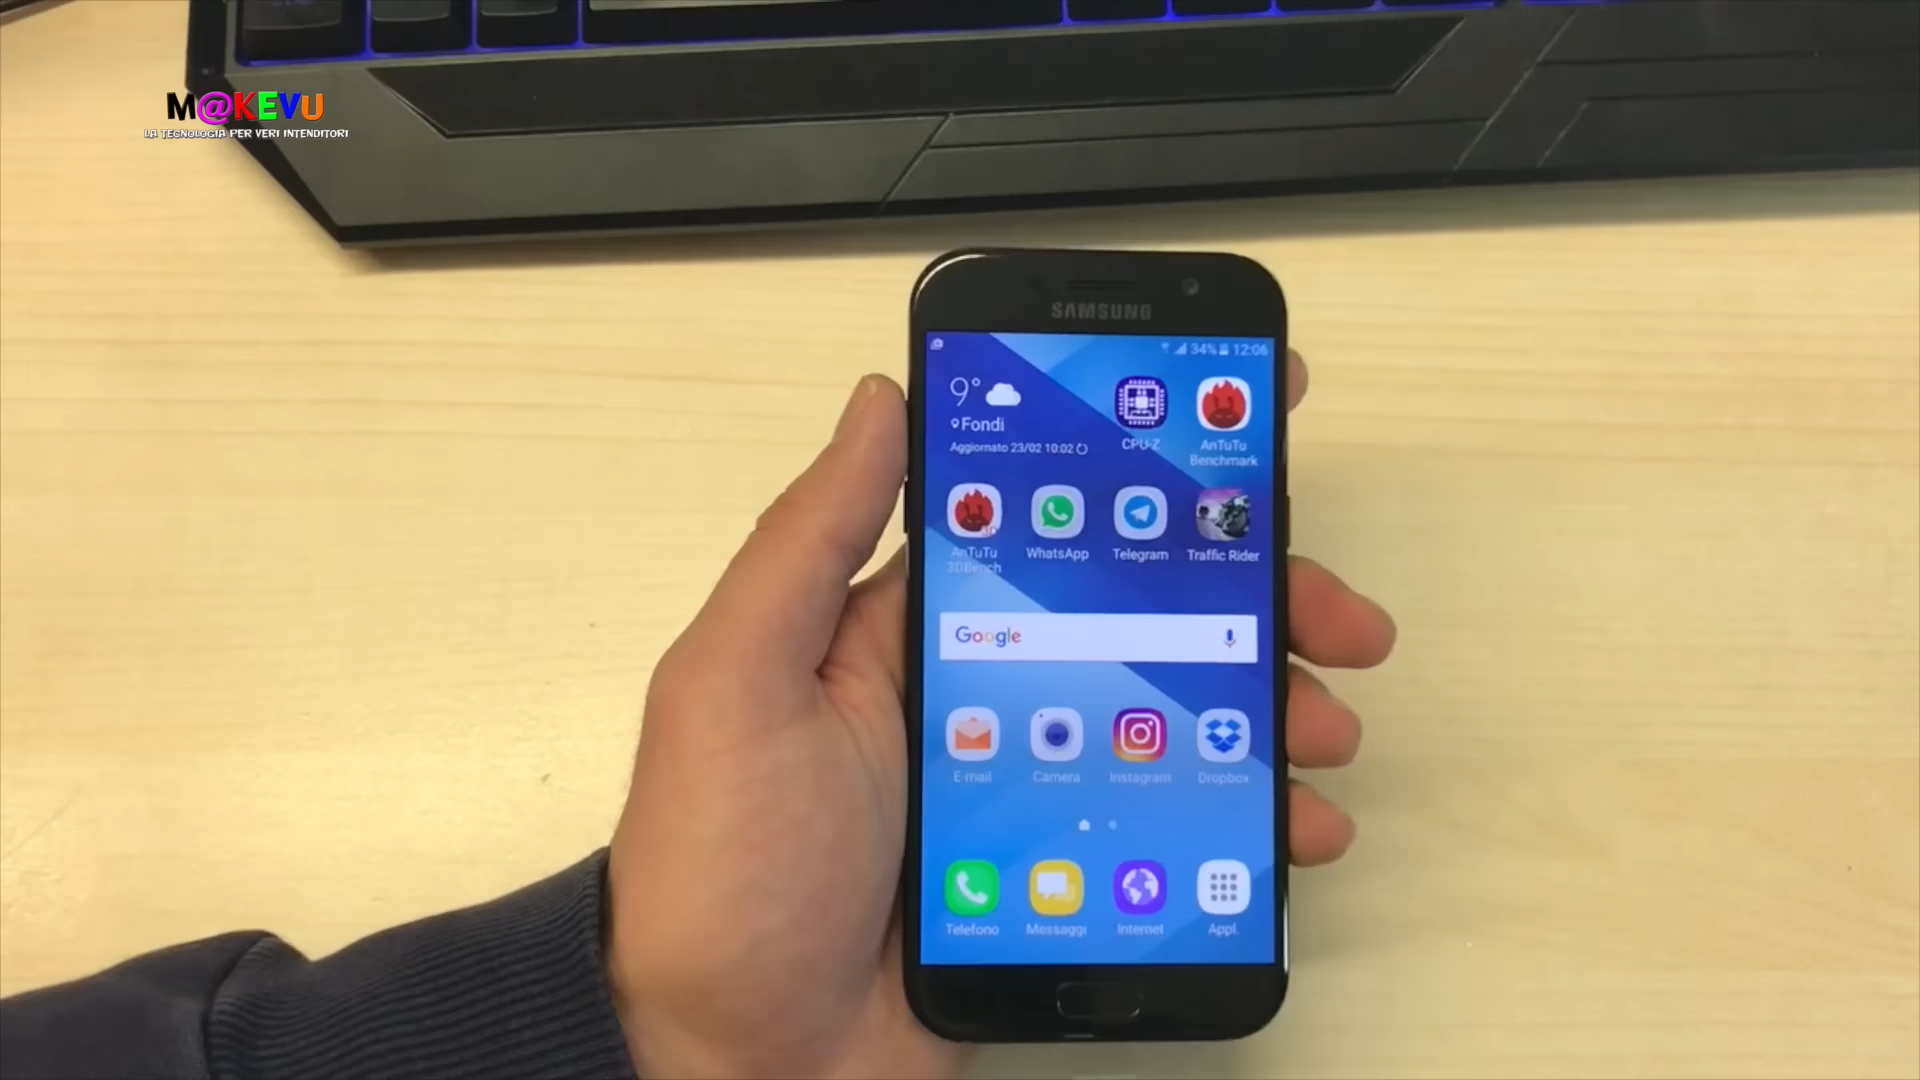 M@KEVU
LA TECNOLOGIA PER VERI INTENDITORI
SAMSUNG
34% 12:06
9°
Fondi
Aggiornato 23/02 10:02
CPU-Z
AnTuTu
Benchmark
AnTuTu
3DBench
WhatsApp
Telegram
Traffic Rider
Google
E-mail
Camera
Instagram
Dropbox
Telefono
Messaggi
Internet
Appl.